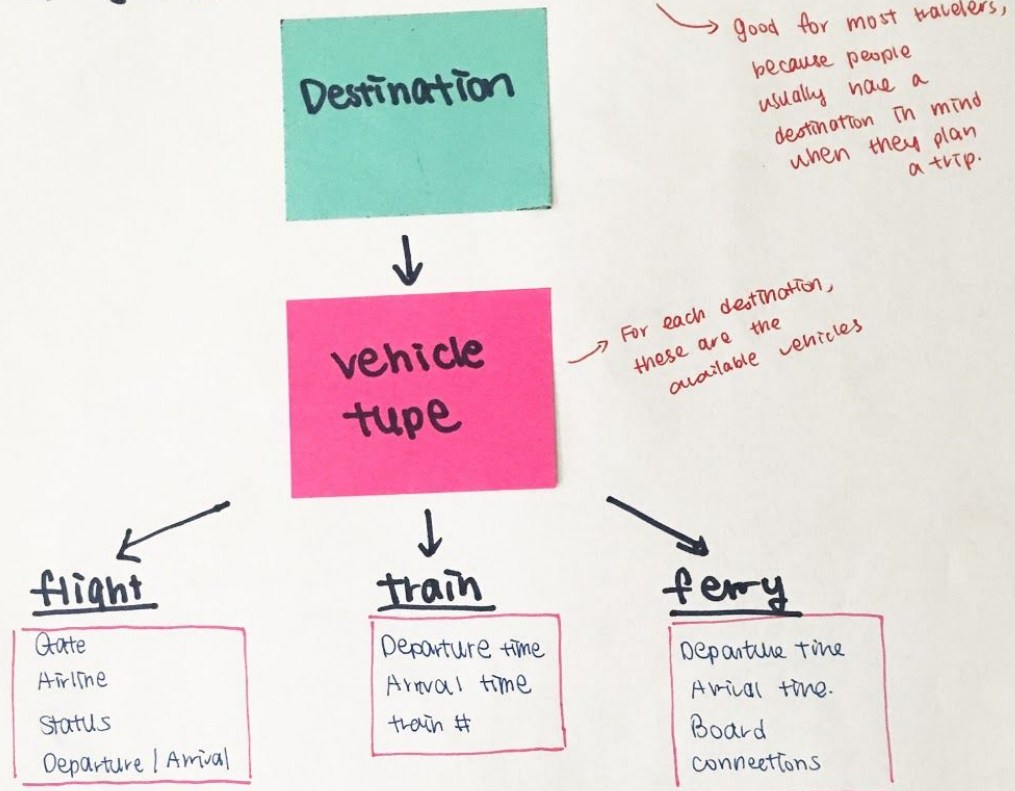 Destination
good for most travelers,
because people
usually have a
destination in mind
when they plan
a trip.
vehicle
type
For each destination,
these are the
available vehicles
flight
Gate
Airline
Status
Departure / Arrival
train
Departure time
Arrival time
train #
ferry
Departure time
Arival time.
Board
connections